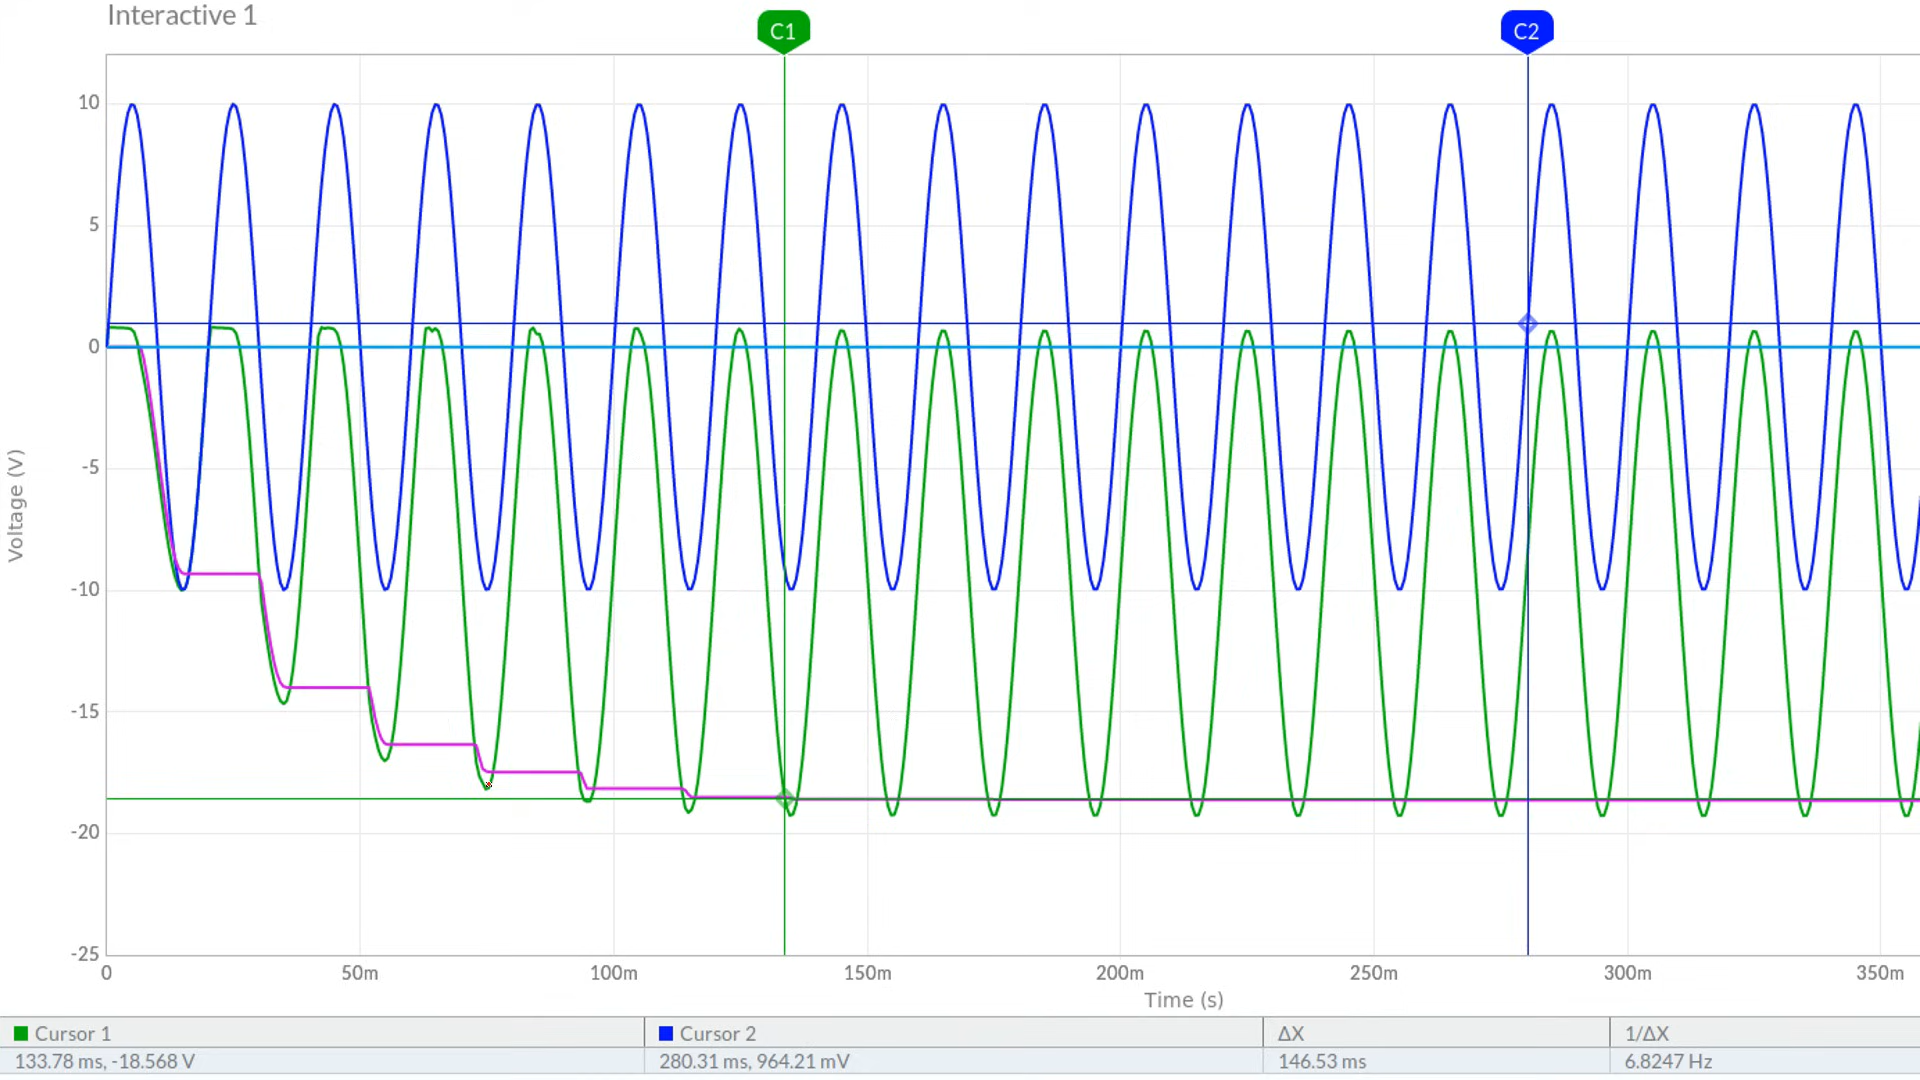 Interactive 1
C1
C2
10
5
0
-5
-10
-15
-20
-25
Voltage (V)
0 50m 100m 150m 200m 250m 300m 350m
Time (s)
Cursor 1 Cursor 2 ΔX 1/ΔX
133.78 ms, -18.568 V 280.31 ms, 964.21 mV 146.53 ms 6.8247 Hz